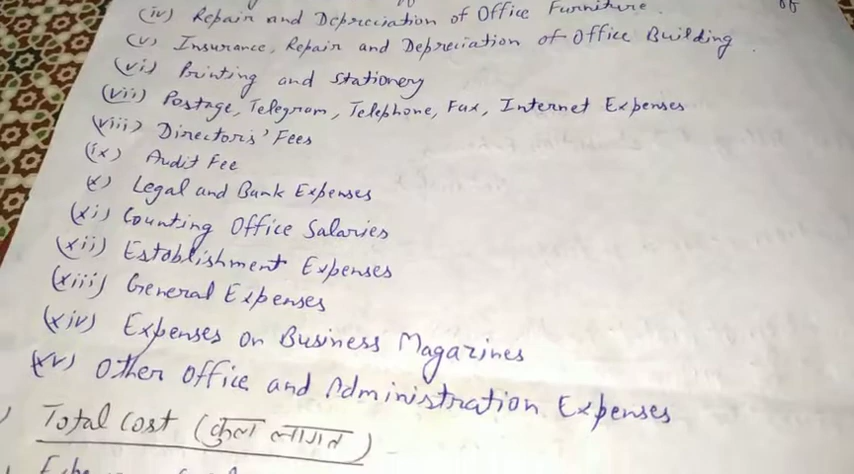 (iv) Repair and Depreciation of Office Furniture.
(v) Insurance, Repair and Depreciation of Office Building.
(vi) Printing and Stationery
(vii) Postage, Telegram, Telephone, Fax, Internet Expenses
(viii) Directors' Fees
(ix) Audit Fee
(x) Legal and Bank Expenses
(xi) Counting Office Salaries
(xii) Establishment Expenses
(xiii) General Expenses
(xiv) Expenses on Business Magazines
(xv) Other Office and Administration Expenses
Total Cost (कुल लागत)